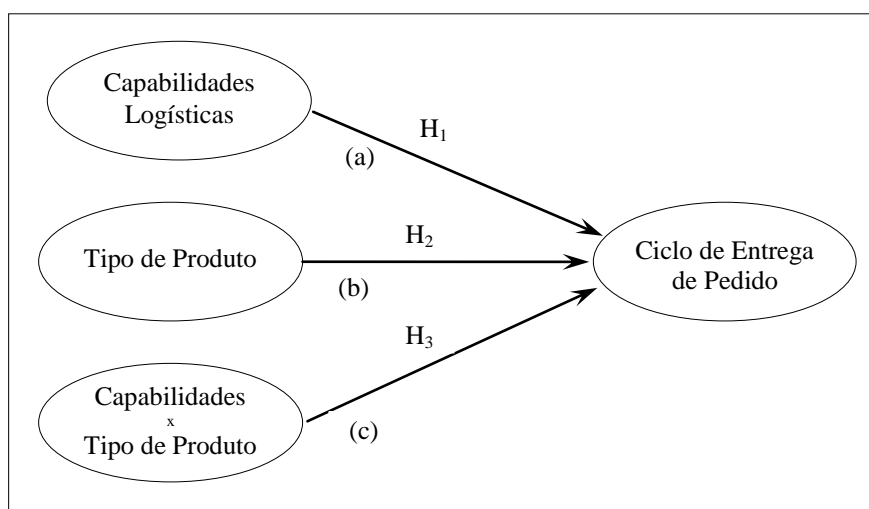 Capabilidades
Logísticas
H₁
(a)
Tipo de Produto
H₂
(b)
Ciclo de Entrega
de Pedido
H₃
Capabilidades
x
Tipo de Produto
(c)